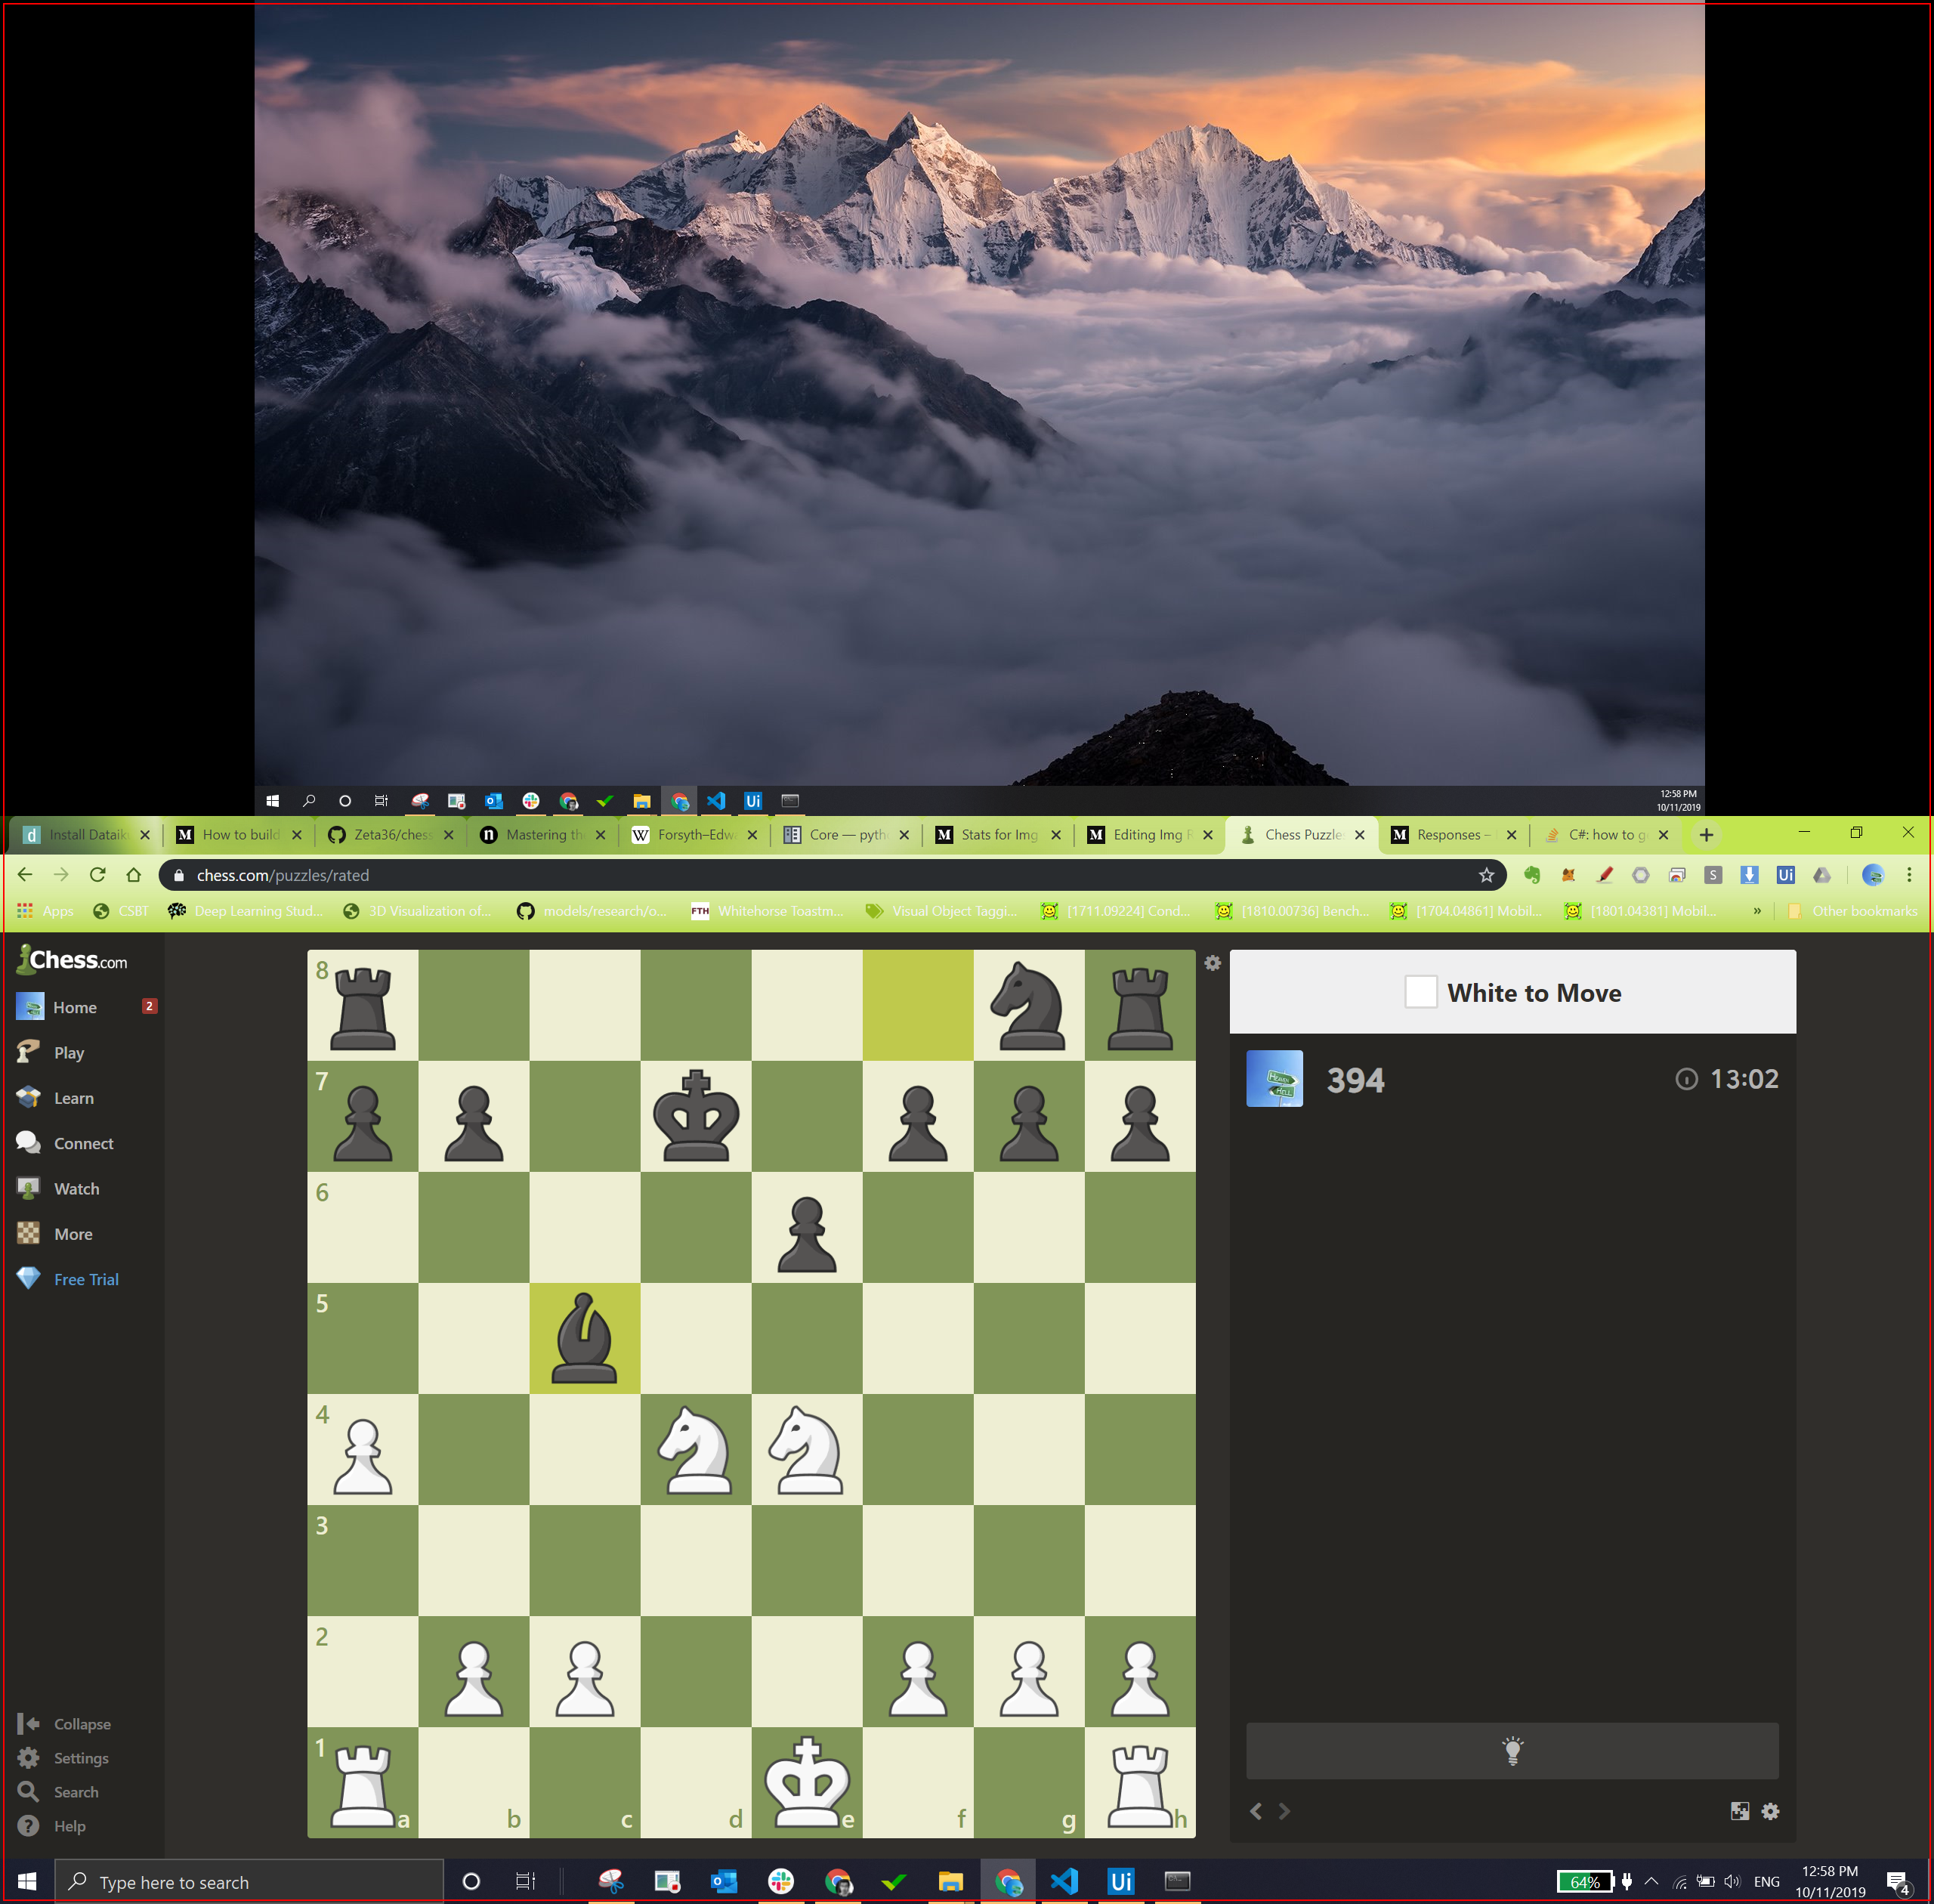 12:58 PM
10/11/2019
Install Dataik
How to build
Zeta36/chess
Mastering the
Forsyth–Edwa
Core — pyth
Stats for Img
Editing Img R
Chess Puzzle
Responses –
C#: how to g
chess.com/puzzles/rated
Apps
CSBT
Deep Learning Stud...
3D Visualization of...
models/research/o...
FTH
Whitehorse Toastm...
Visual Object Taggi...
[1711.09224] Cond...
[1810.00736] Bench...
[1704.04861] Mobil...
[1801.04381] Mobil...
»
Other bookmarks
Chess.com
Home
2
Play
Learn
Connect
Watch
More
Free Trial
Collapse
Settings
Search
Help
8
7
6
5
4
3
2
1
a
b
c
d
e
f
g
h
White to Move
394
13:02
Type here to search
Ui
64%
ENG
12:58 PM
10/11/2019
4